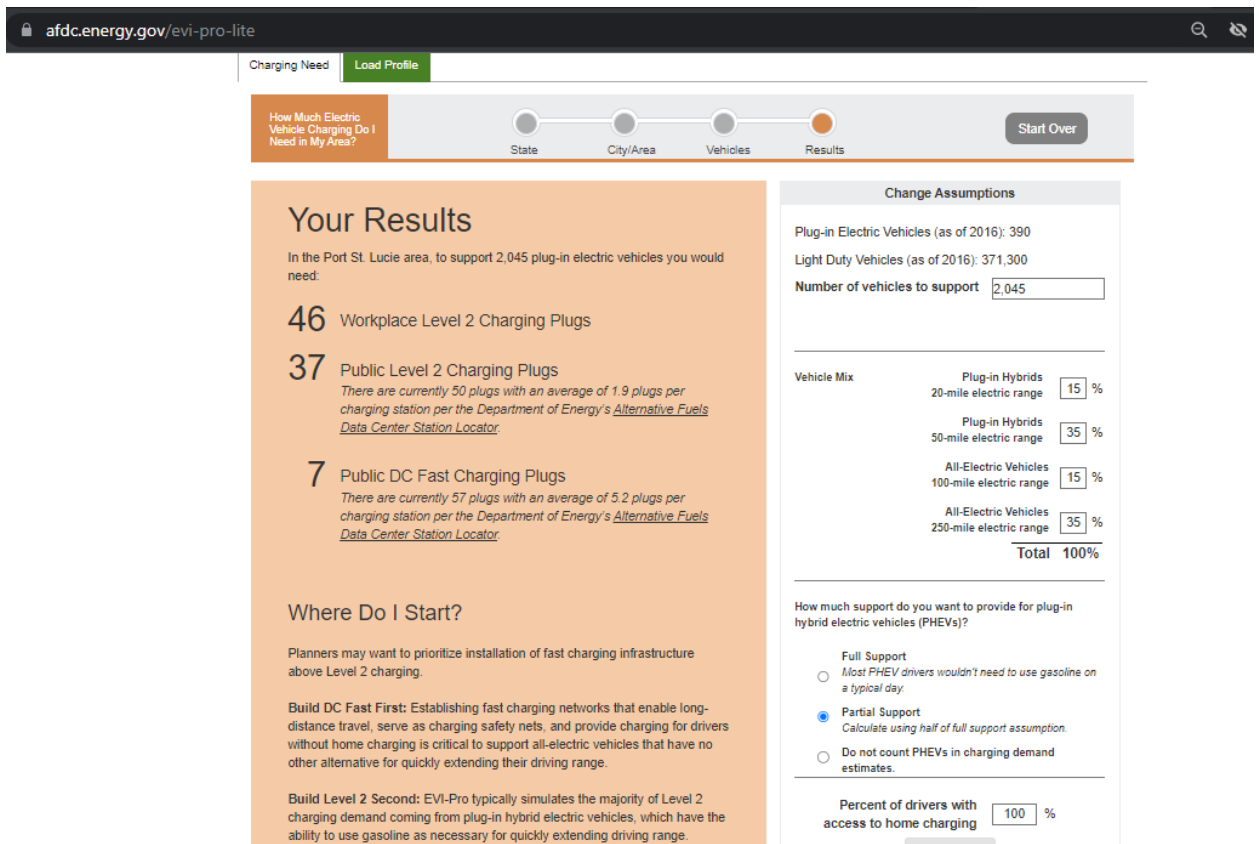 afdc.energy.gov/evi-pro-lite
Charging Need
Load Profile
How Much Electric
Vehicle Charging Do I
Need in My Area?
State
City/Area
Vehicles
Results
Start Over
Your Results
In the Port St. Lucie area, to support 2,045 plug-in electric vehicles you would
need:
46 Workplace Level 2 Charging Plugs
37 Public Level 2 Charging Plugs
There are currently 50 plugs with an average of 1.9 plugs per
charging station per the Department of Energy's Alternative Fuels
Data Center Station Locator.
7 Public DC Fast Charging Plugs
There are currently 57 plugs with an average of 5.2 plugs per
charging station per the Department of Energy's Alternative Fuels
Data Center Station Locator.
Where Do I Start?
Planners may want to prioritize installation of fast charging infrastructure
above Level 2 charging.
Build DC Fast First: Establishing fast charging networks that enable long-
distance travel, serve as charging safety nets, and provide charging for drivers
without home charging is critical to support all-electric vehicles that have no
other alternative for quickly extending their driving range.
Build Level 2 Second: EVI-Pro typically simulates the majority of Level 2
charging demand coming from plug-in hybrid electric vehicles, which have the
ability to use gasoline as necessary for quickly extending driving range.
Change Assumptions
Plug-in Electric Vehicles (as of 2016): 390
Light Duty Vehicles (as of 2016): 371,300
Number of vehicles to support 2,045
Vehicle Mix
Plug-in Hybrids
20-mile electric range 15 %
Plug-in Hybrids
50-mile electric range 35 %
All-Electric Vehicles
100-mile electric range 15 %
All-Electric Vehicles
250-mile electric range 35 %
Total 100%
How much support do you want to provide for plug-in
hybrid electric vehicles (PHEVs)?
Full Support
Most PHEV drivers wouldn't need to use gasoline on
a typical day.
Partial Support
Calculate using half of full support assumption.
Do not count PHEVs in charging demand
estimates.
Percent of drivers with
access to home charging 100 %